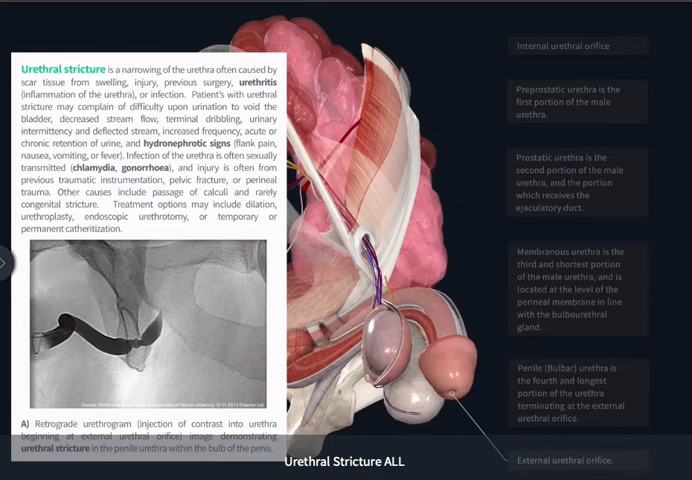 Urethral stricture is a narrowing of the urethra often caused by
scar tissue from swelling, injury, previous surgery, urethritis
(inflammation of the urethra), or infection. Patient's with urethral
stricture may complain of difficulty upon urination to void the
bladder, decreased stream flow, terminal dribbling, urinary
intermittency and deflected stream, increased frequency, acute or
chronic retention of urine, and hydronephrotic signs (flank pain,
nausea, vomiting, or fever). Infection of the urethra is often sexually
transmitted (chlamydia, gonorrhoea), and injury is often from
previous traumatic instrumentation, pelvic fracture, or perineal
trauma. Other causes include passage of calculi and rarely
congenital stricture. Treatment options may include dilation,
urethroplasty, endoscopic urethrotomy, or temporary or
permanent catheritization.
A) Retrograde urethrogram (injection of contrast into urethra
beginning at external urethral orifice) image demonstrating
urethral stricture in the penile urethra within the bulb of the penis.
Internal urethral orifice
Preprostatic urethra is the
first portion of the male
urethra.
Prostatic urethra is the
second portion of the male
urethra, and the portion
which receives the
ejaculatory duct.
Membranous urethra is the
third and shortest portion
of the male urethra, and is
located at the level of the
perineal membrane in line
with the bulbourethral
gland.
Penile (Bulbar) urethra is
the fourth and longest
portion of the urethra
terminating at the external
urethral orifice.
External urethral orifice.
Urethral Stricture ALL